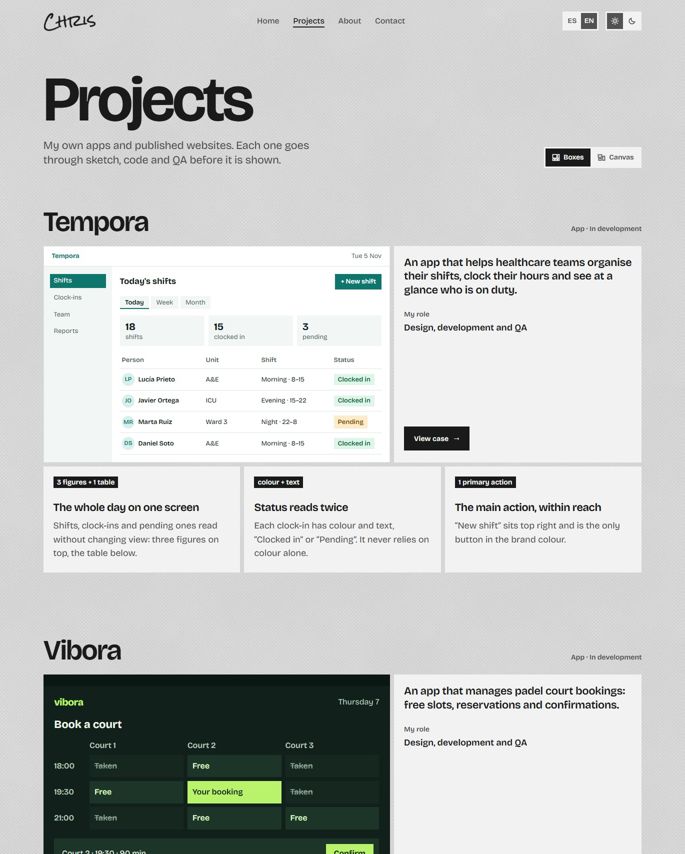 CHRIS
Home Projects About Contact
ES EN
Projects
My own apps and published websites. Each one goes
through sketch, code and QA before it is shown.
Boxes Canvas
Tempora
App · In development
Tempora Tue 5 Nov
Shifts
Clock-ins
Team
Reports
Today's shifts
+ New shift
Today Week Month
18
shifts
15
clocked in
3
pending
Person Unit Shift Status
LP Lucía Prieto A&E Morning · 8–15 Clocked in
JO Javier Ortega ICU Evening · 15–22 Clocked in
MR Marta Ruiz Ward 3 Night · 22–8 Pending
DS Daniel Soto A&E Morning · 8–15 Clocked in
An app that helps healthcare teams organise
their shifts, clock their hours and see at a
glance who is on duty.
My role
Design, development and QA
View case →
3 figures + 1 table
The whole day on one screen
Shifts, clock-ins and pending ones read
without changing view: three figures on
top, the table below.
colour + text
Status reads twice
Each clock-in has colour and text,
“Clocked in” or “Pending”. It never relies on
colour alone.
1 primary action
The main action, within reach
“New shift” sits top right and is the only
button in the brand colour.
Vibora
App · In development
vibora Thursday 7
Book a court
Court 1 Court 2 Court 3
18:00 Taken Free Taken
19:30 Free Your booking Taken
21:00 Taken Free Free
Court 2 · 19:30 · 90 min Confirm
An app that manages padel court bookings:
free slots, reservations and confirmations.
My role
Design, development and QA